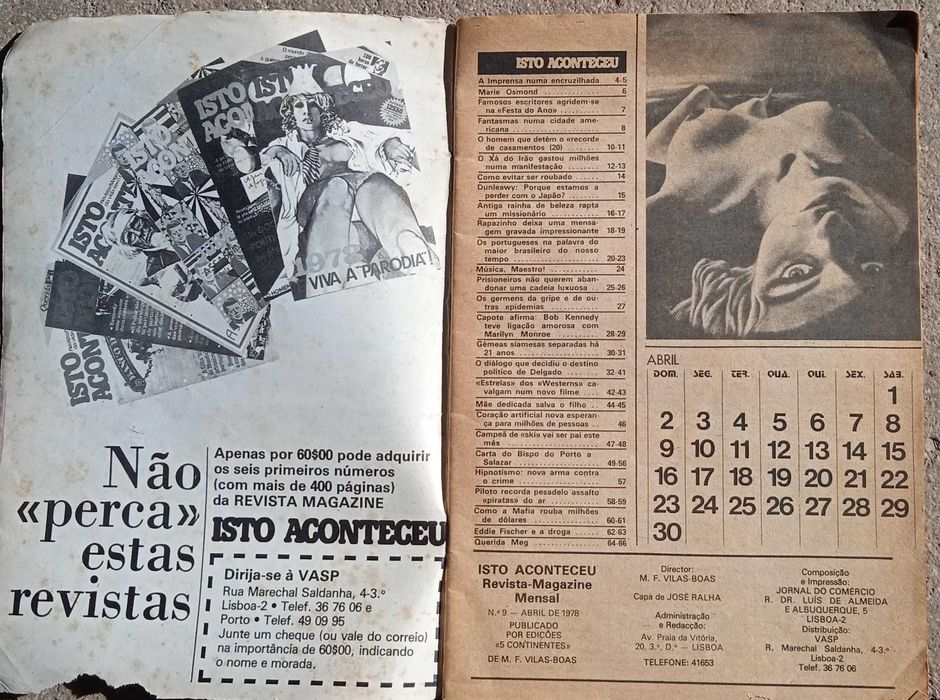 ISTO
ACON
ISTO
ISTO
ISTO
ACON
1978
VIVA A "PARODIA"!
Não
«perca»
estas
revistas
Apenas por 60$00 pode adquirir
os seis primeiros números
(com mais de 400 páginas)
da REVISTA MAGAZINE
ISTO ACONTECEU
Dirija-se à VASP
Rua Marechal Saldanha, 4-3.º
Lisboa-2 • Telef. 36 76 06 e
Porto • Telef. 49 09 95
Junte um cheque (ou vale do correio)
na importância de 60$00, indicando
o nome e morada.
ISTO ACONTECEU
A Imprensa numa encruzilhada 4-5
Marie Osmond 6
Famosos escritores agridem-se
na «Festa do Ano» 7
Fantasmas numa cidade ame-
ricana 8
O homem que detém o «record»
de casamentos (20) 10-11
O Xá do Irão gastou milhões
numa manifestação 12-13
Como evitar ser roubado 14
Dunleawy: Porque estamos a
perder com o Japão? 15
Antiga rainha de beleza rapta
um missionário 16-17
Rapazinho deixa uma mensa-
gem gravada impressionante 18-19
Os portugueses na palavra do
maior brasileiro do nosso
tempo 20-23
Música, Maestro! 24
Prisioneiros não querem aban-
donar uma cadeia luxuosa 25-26
Os germens da gripe e de ou-
tras epidemias 27
Capote afirma: Bob Kennedy
teve ligação amorosa com
Marilyn Monroe 28-29
Gémeas siamesas separadas há
21 anos 30-31
O diálogo que decidiu o destino
político de Delgado 32-41
«Estrelas» dos «Westerns» ca-
valgam num novo filme 42-43
Mãe dedicada salva o filho 44-45
Coração artificial nova esperan-
ça para milhões de pessoas 46
Campeã de «ski» vai ser pai este
mês 47-48
Carta do Bispo do Porto a
Salazar 49-56
Hipnotismo: nova arma contra
o crime 57
Piloto recorda pesadelo assalto
«piratas» do ar 58-59
Como a Mafia rouba milhões
de dólares 60-61
Eddie Fischer e a droga 62-63
Querida Meg 64-66
ABRIL
DOM. SEG. TER. QUA. QUI. SEX. SAB.
1
2 3 4 5 6 7 8
9 10 11 12 13 14 15
16 17 18 19 20 21 22
23 24 25 26 27 28 29
30
ISTO ACONTECEU
Revista-Magazine
Mensal
N.º 9 — ABRIL DE 1978
PUBLICADO
POR EDIÇÕES
«5 CONTINENTES»
DE M. F. VILAS-BOAS
Director:
M. F. VILAS-BOAS
Capa de JOSÉ RALHA
Administração
e Redacção:
Av. Praia da Vitória,
20, 3.º, D.º — LISBOA
TELEFONE: 41653
Composição
e Impressão:
JORNAL DO COMÉRCIO
R. DR. LUÍS DE ALMEIDA
E ALBUQUERQUE, 5
LISBOA-2
Distribuição:
VASP
R. Marechal Saldanha, 4-3.º
Lisboa-2
Telef. 36 76 06